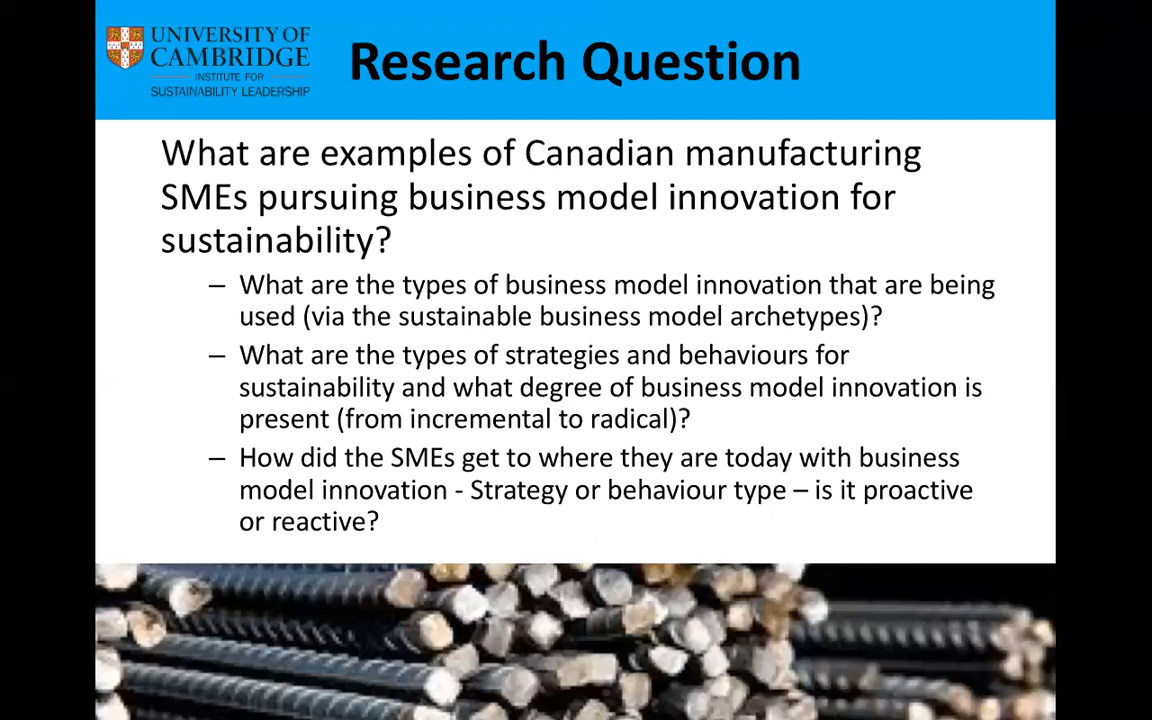 UNIVERSITY OF
CAMBRIDGE
INSTITUTE FOR
SUSTAINABILITY LEADERSHIP
Research Question
What are examples of Canadian manufacturing
SMEs pursuing business model innovation for
sustainability?
– What are the types of business model innovation that are being
used (via the sustainable business model archetypes)?
– What are the types of strategies and behaviours for
sustainability and what degree of business model innovation is
present (from incremental to radical)?
– How did the SMEs get to where they are today with business
model innovation - Strategy or behaviour type – is it proactive
or reactive?